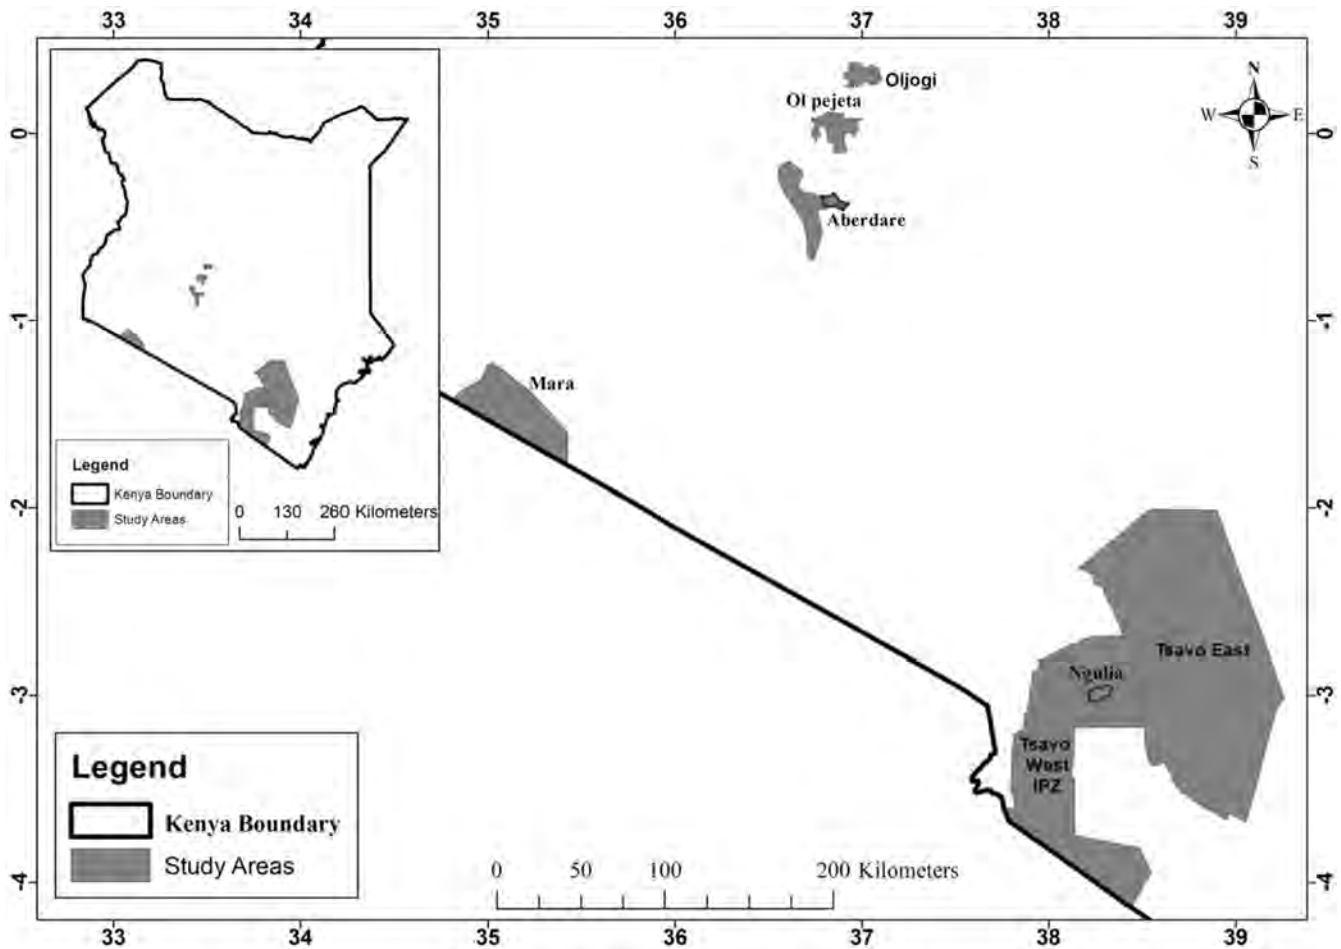 33 34 35 36 37 38 39
0
-1
-2
-3
-4
0
-1
-2
-3
-4
33 34 35 36 37 38 39
Legend
Kenya Boundary
Study Areas
0 130 260 Kilometers
Oljogi
Ol pejeta
Aberdare
Mara
Tsavo East
Ngulia
Tsavo
West
IPZ
N
W E
S
Legend
Kenya Boundary
Study Areas
0 50 100 200 Kilometers